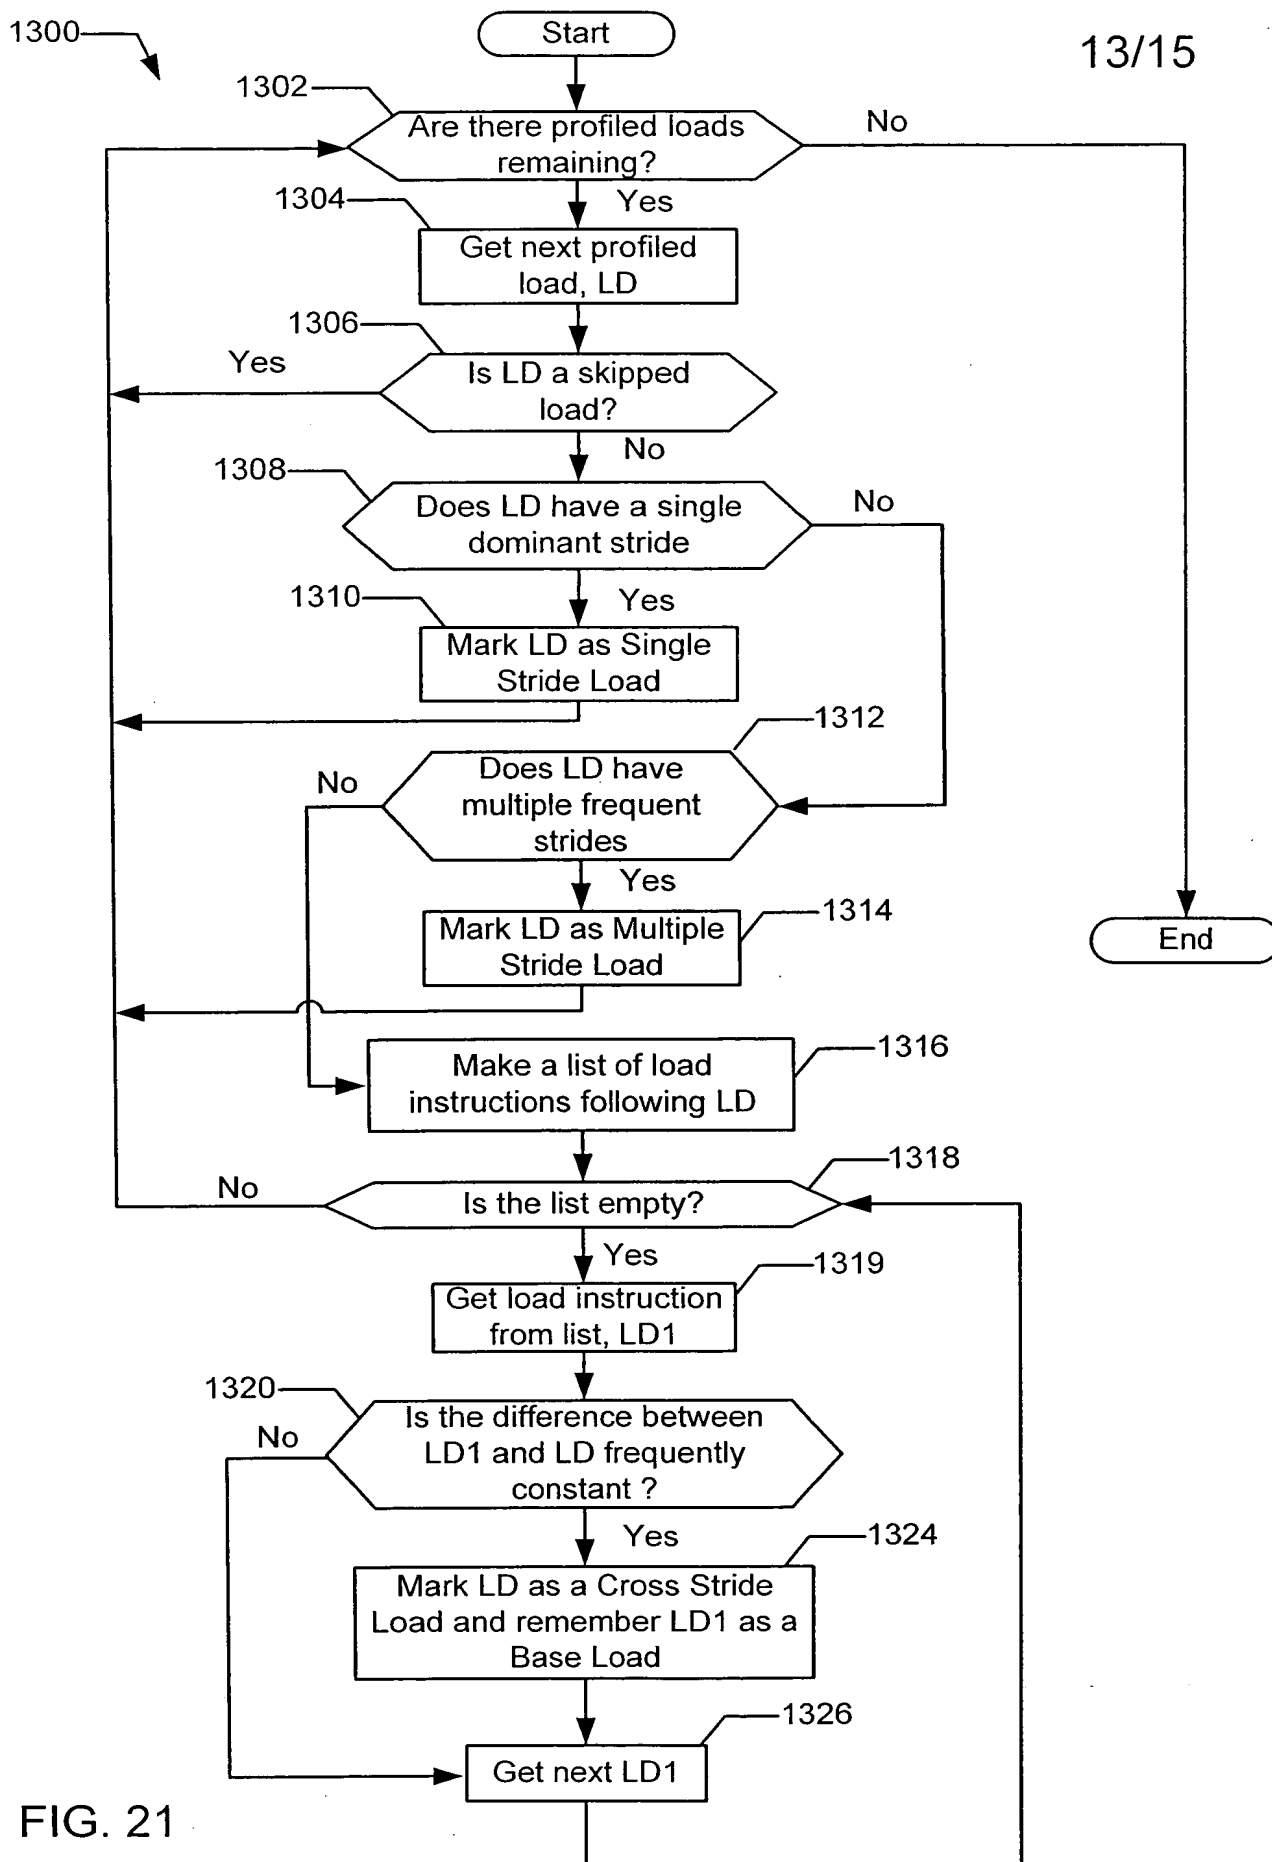 1300
Start
13/15
1302
Are there profiled loads
remaining?
No
Yes
1304
Get next profiled
load, LD
1306
Yes
Is LD a skipped
load?
No
1308
Does LD have a single
dominant stride
No
Yes
1310
Mark LD as Single
Stride Load
1312
No
Does LD have
multiple frequent
strides
Yes
1314
Mark LD as Multiple
Stride Load
End
1316
Make a list of load
instructions following LD
1318
No
Is the list empty?
Yes
1319
Get load instruction
from list, LD1
1320
No
Is the difference between
LD1 and LD frequently
constant ?
Yes
1324
Mark LD as a Cross Stride
Load and remember LD1 as a
Base Load
1326
Get next LD1
FIG. 21